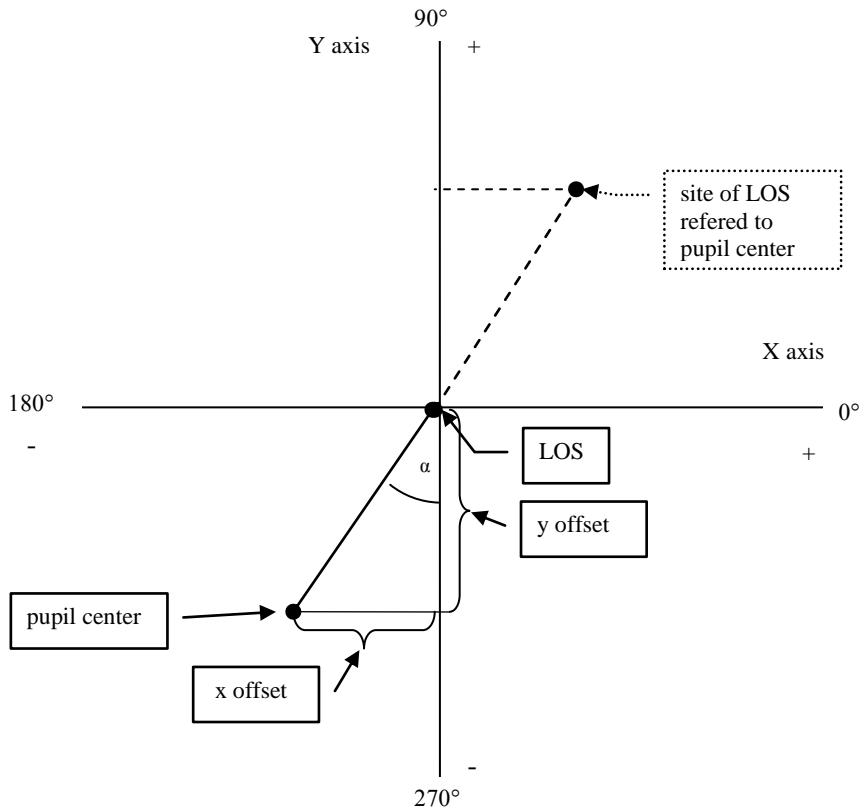 90°
Y axis
+
site of LOS
refered to
pupil center
X axis
180°
0°
-
+
LOS
α
y offset
pupil center
x offset
-
270°